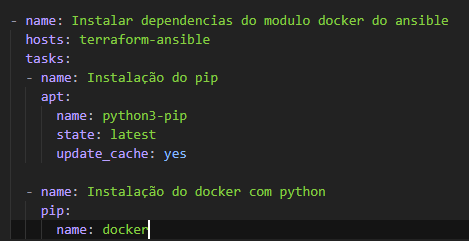 - name: Instalar dependencias do modulo docker do ansible
  hosts: terraform-ansible
  tasks:
  - name: Instalação do pip
    apt:
      name: python3-pip
      state: latest
      update_cache: yes

  - name: Instalação do docker com python
    pip:
      name: docker